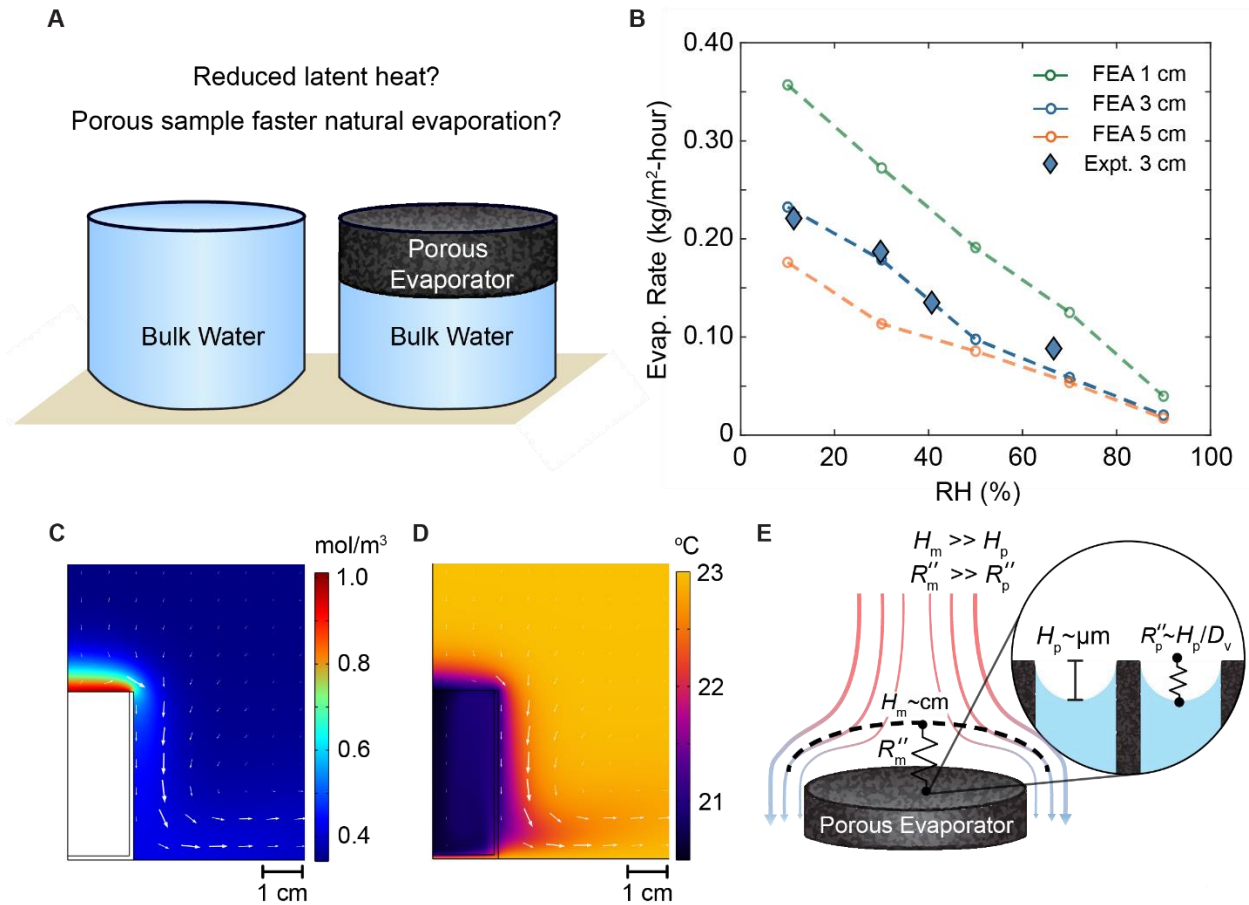 A
Reduced latent heat?
Porous sample faster natural evaporation?
Bulk Water
Porous
Evaporator
Bulk Water
B
Evap. Rate (kg/m²-hour)
0.40
0.30
0.20
0.10
0
0 20 40 60 80 100
RH (%)
FEA 1 cm
FEA 3 cm
FEA 5 cm
Expt. 3 cm
C
mol/m³
1.0
0.8
0.6
0.4
1 cm
D
ºC
23
22
21
1 cm
E
Hₘ >> Hₚ
R″ₘ >> R″ₚ
Hₘ~cm
R″ₘ
Hₚ~μm
R″ₚ~Hₚ/Dᵥ
Porous Evaporator